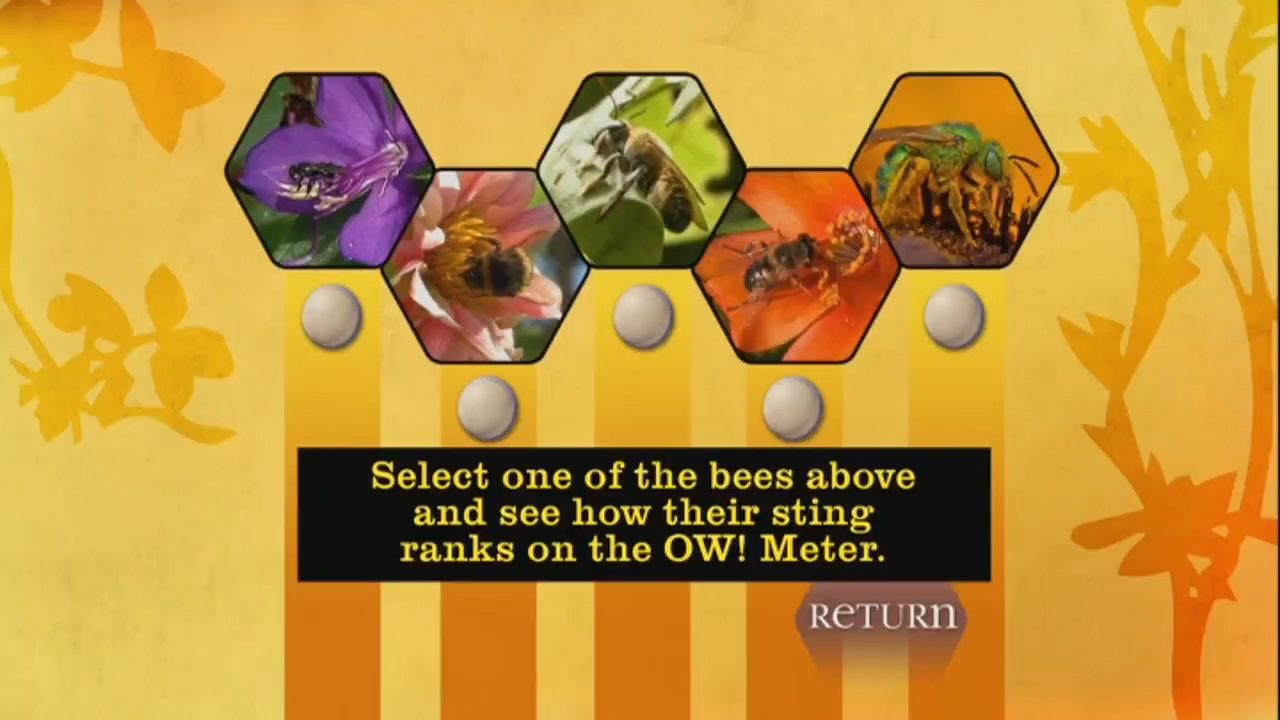 Select one of the bees above
and see how their sting
ranks on the OW! Meter.
RETURN